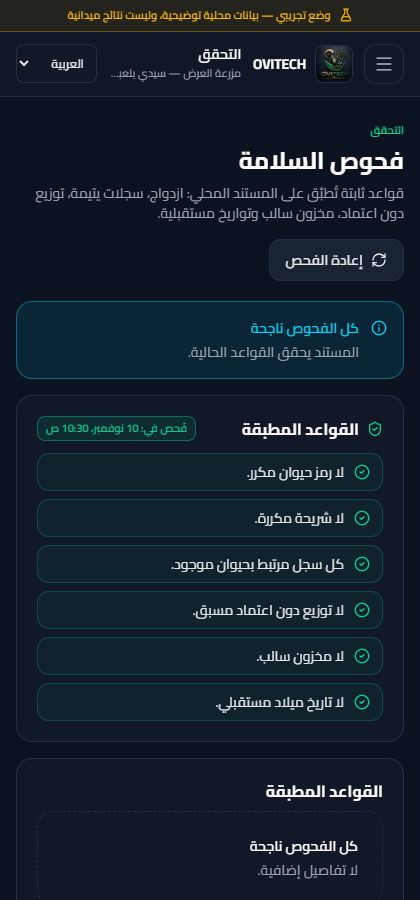 وضع تجريبي — بيانات محلية توضيحية، وليست نتائج ميدانية
OVITECH
التحقق
مزرعة العرض — سيدي بلعبـ...
العربية
التحقق
فحوص السلامة
قواعد ثابتة تُطبَّق على المستند المحلي: ازدواج، سجلات يتيمة، توزيع
دون اعتماد، مخزون سالب وتواريخ مستقبلية.
إعادة الفحص
كل الفحوص ناجحة
المستند يحقق القواعد الحالية.
القواعد المطبقة
فُحص في: 10 نوفمبر، 10:30 ص
لا رمز حيوان مكرر.
لا شريحة مكررة.
كل سجل مرتبط بحيوان موجود.
لا توزيع دون اعتماد مسبق.
لا مخزون سالب.
لا تاريخ ميلاد مستقبلي.
القواعد المطبقة
كل الفحوص ناجحة
لا تفاصيل إضافية.